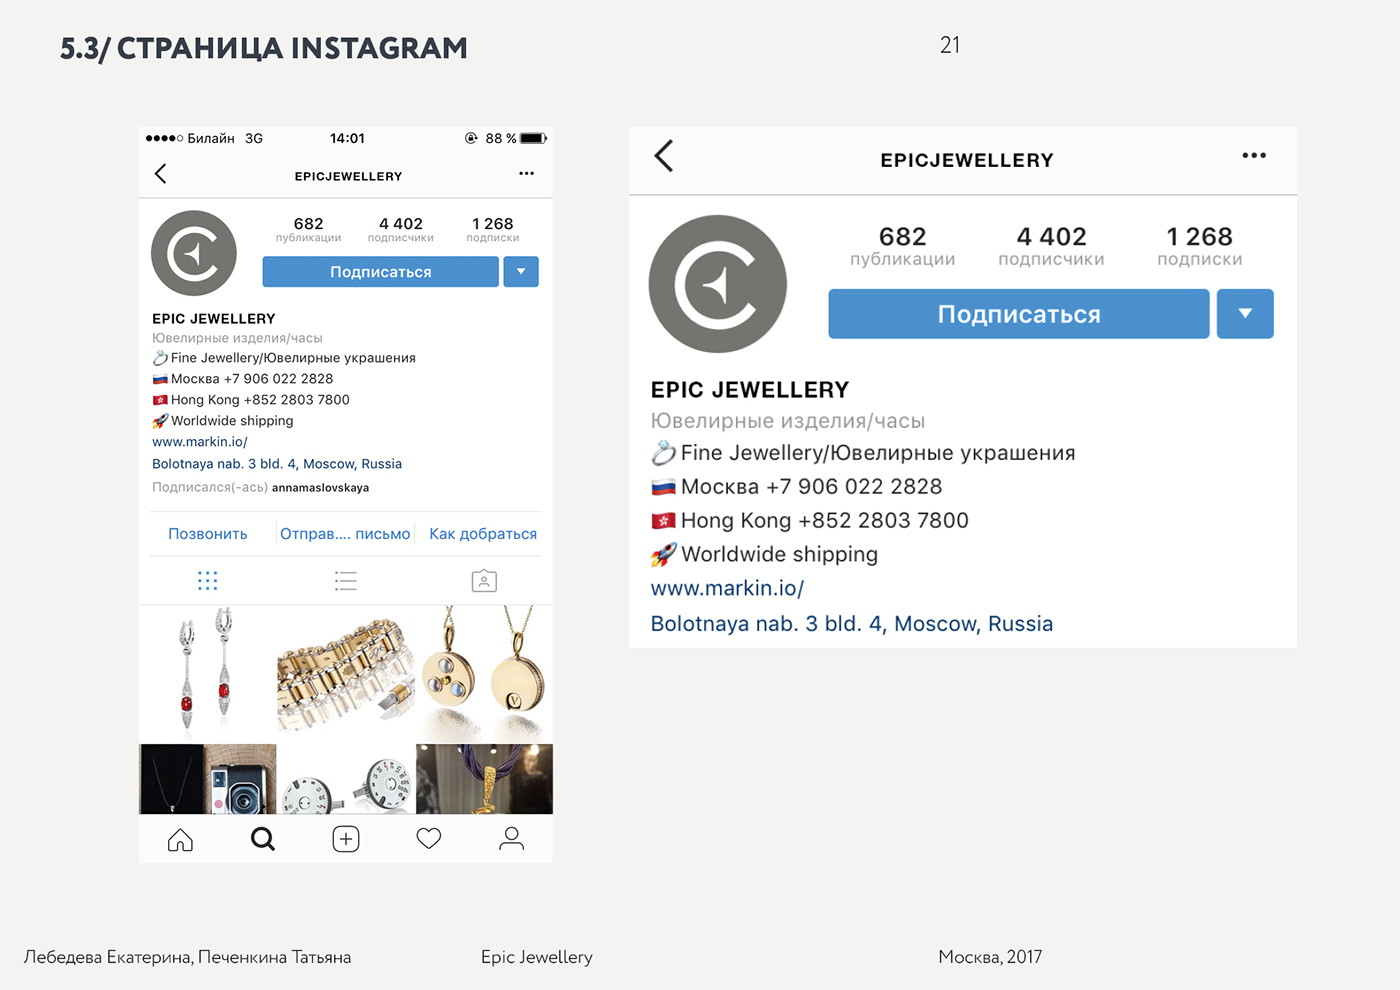 5.3/ СТРАНИЦА INSTAGRAM
21
Билайн 3G 14:01 88 %
EPICJEWELLERY
682 4 402 1 268
публикации подписчики подписки
Подписаться
EPIC JEWELLERY
Ювелирные изделия/часы
Fine Jewellery/Ювелирные украшения
Москва +7 906 022 2828
Hong Kong +852 2803 7800
Worldwide shipping
www.markin.io/
Bolotnaya nab. 3 bld. 4, Moscow, Russia
Подписался(-ась) annamaslovskaya
Позвонить Отправ.... письмо Как добраться
EPICJEWELLERY
682 4 402 1 268
публикации подписчики подписки
Подписаться
EPIC JEWELLERY
Ювелирные изделия/часы
Fine Jewellery/Ювелирные украшения
Москва +7 906 022 2828
Hong Kong +852 2803 7800
Worldwide shipping
www.markin.io/
Bolotnaya nab. 3 bld. 4, Moscow, Russia
Лебедева Екатерина, Печенкина Татьяна Epic Jewellery Москва, 2017